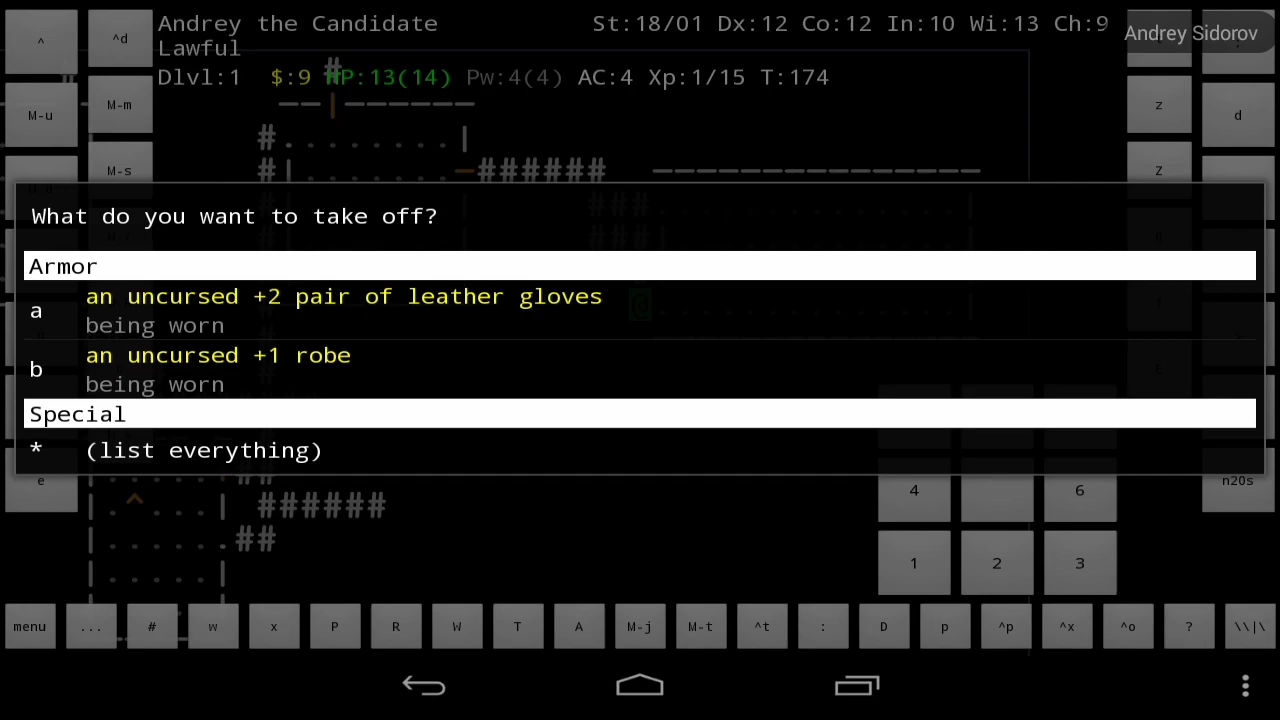 Andrey the Candidate St:18/01 Dx:12 Co:12 In:10 Wi:13 Ch:9
Lawful
Andrey Sidorov
Dlvl:1 $:9 HP:13(14) Pw:4(4) AC:4 Xp:1/15 T:174
^ ^d
M-u M-m z d
M-s Z
What do you want to take off?
Armor
a an uncursed +2 pair of leather gloves
being worn
b an uncursed +1 robe
being worn
Special
* (list everything)
e 4 6 n20s
1 2 3
menu ... # w x P R W T A M-j M-t ^t : D p ^p ^x ^o ? \\|\